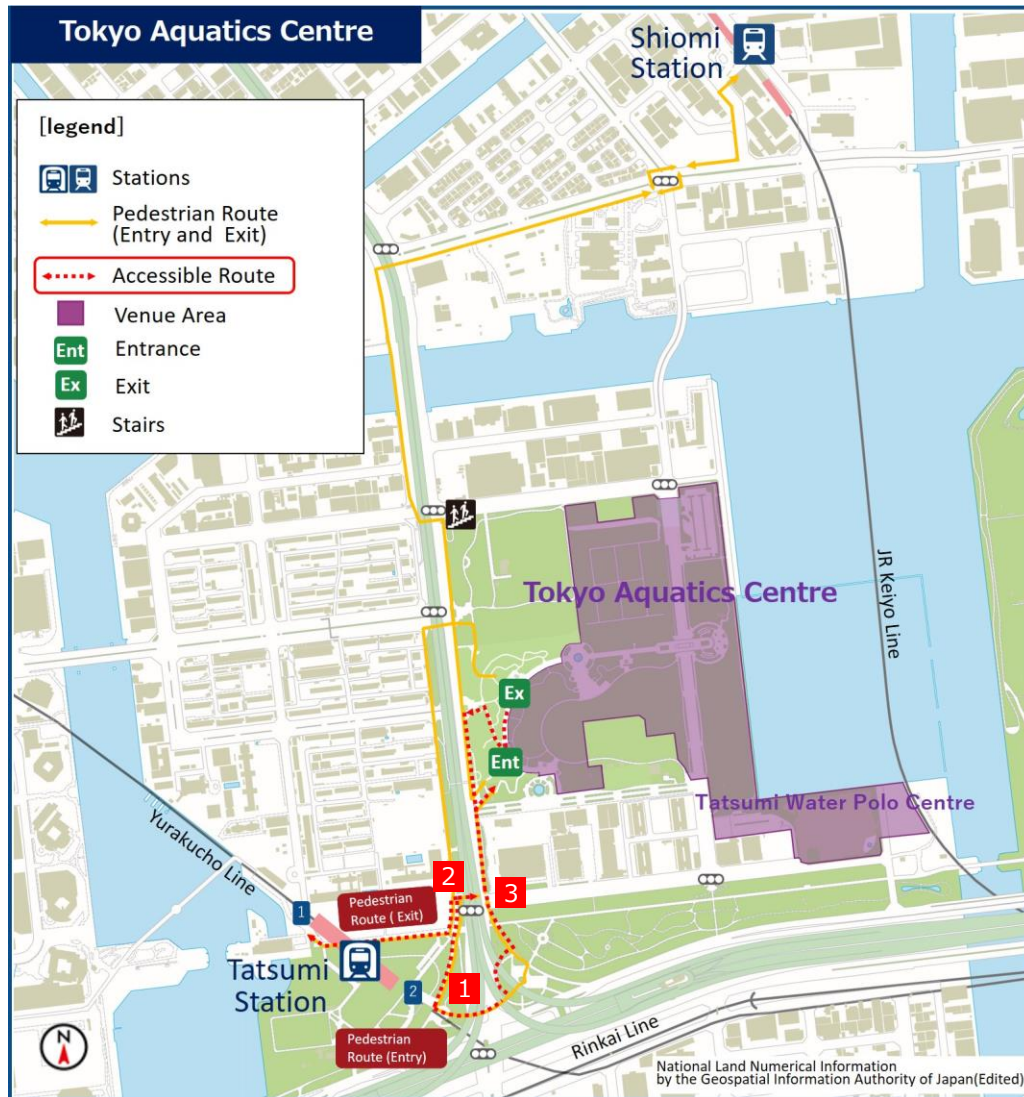 Tokyo Aquatics Centre
Shiomi
Station
[legend]
Stations
Pedestrian Route
(Entry and Exit)
Accessible Route
Venue Area
Ent
Entrance
Ex
Exit
Stairs
Tokyo Aquatics Centre
JR Keiyo Line
Ex
Ent
Tatsumi Water Polo Centre
Yurakucho Line
2
3
Pedestrian
Route ( Exit)
1
Tatsumi
Station
2
1
Pedestrian
Route (Entry)
Rinkai Line
N
National Land Numerical Information
by the Geospatial Information Authority of Japan(Edited)